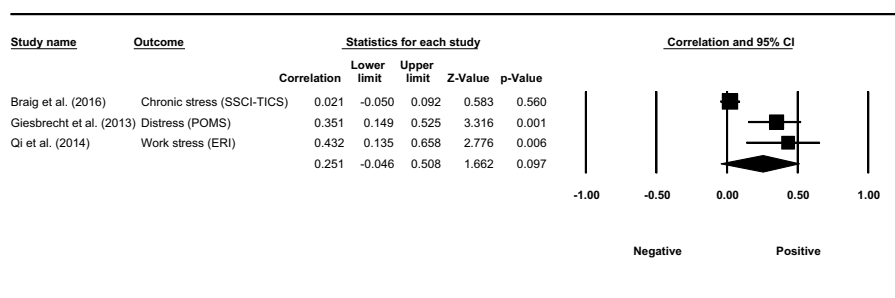 Study name Outcome Statistics for each study Correlation and 95% CI
Lower Upper
Correlation limit limit Z-Value p-Value
Braig et al. (2016) Chronic stress (SSCI-TICS) 0.021 -0.050 0.092 0.583 0.560
Giesbrecht et al. (2013) Distress (POMS) 0.351 0.149 0.525 3.316 0.001
Qi et al. (2014) Work stress (ERI) 0.432 0.135 0.658 2.776 0.006
0.251 -0.046 0.508 1.662 0.097
-1.00 -0.50 0.00 0.50 1.00
Negative Positive